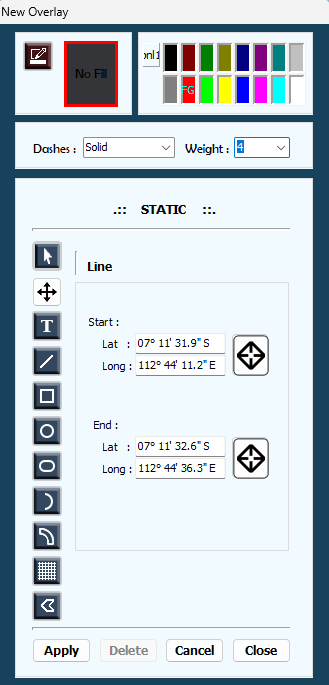 New Overlay
No Fill
onl1
FG
Dashes : Solid Weight : 4
.:: STATIC ::.
T
Line
Start :
Lat : 07° 11' 31.9" S
Long : 112° 44' 11.2" E
End :
Lat : 07° 11' 32.6" S
Long : 112° 44' 36.3" E
Apply Delete Cancel Close